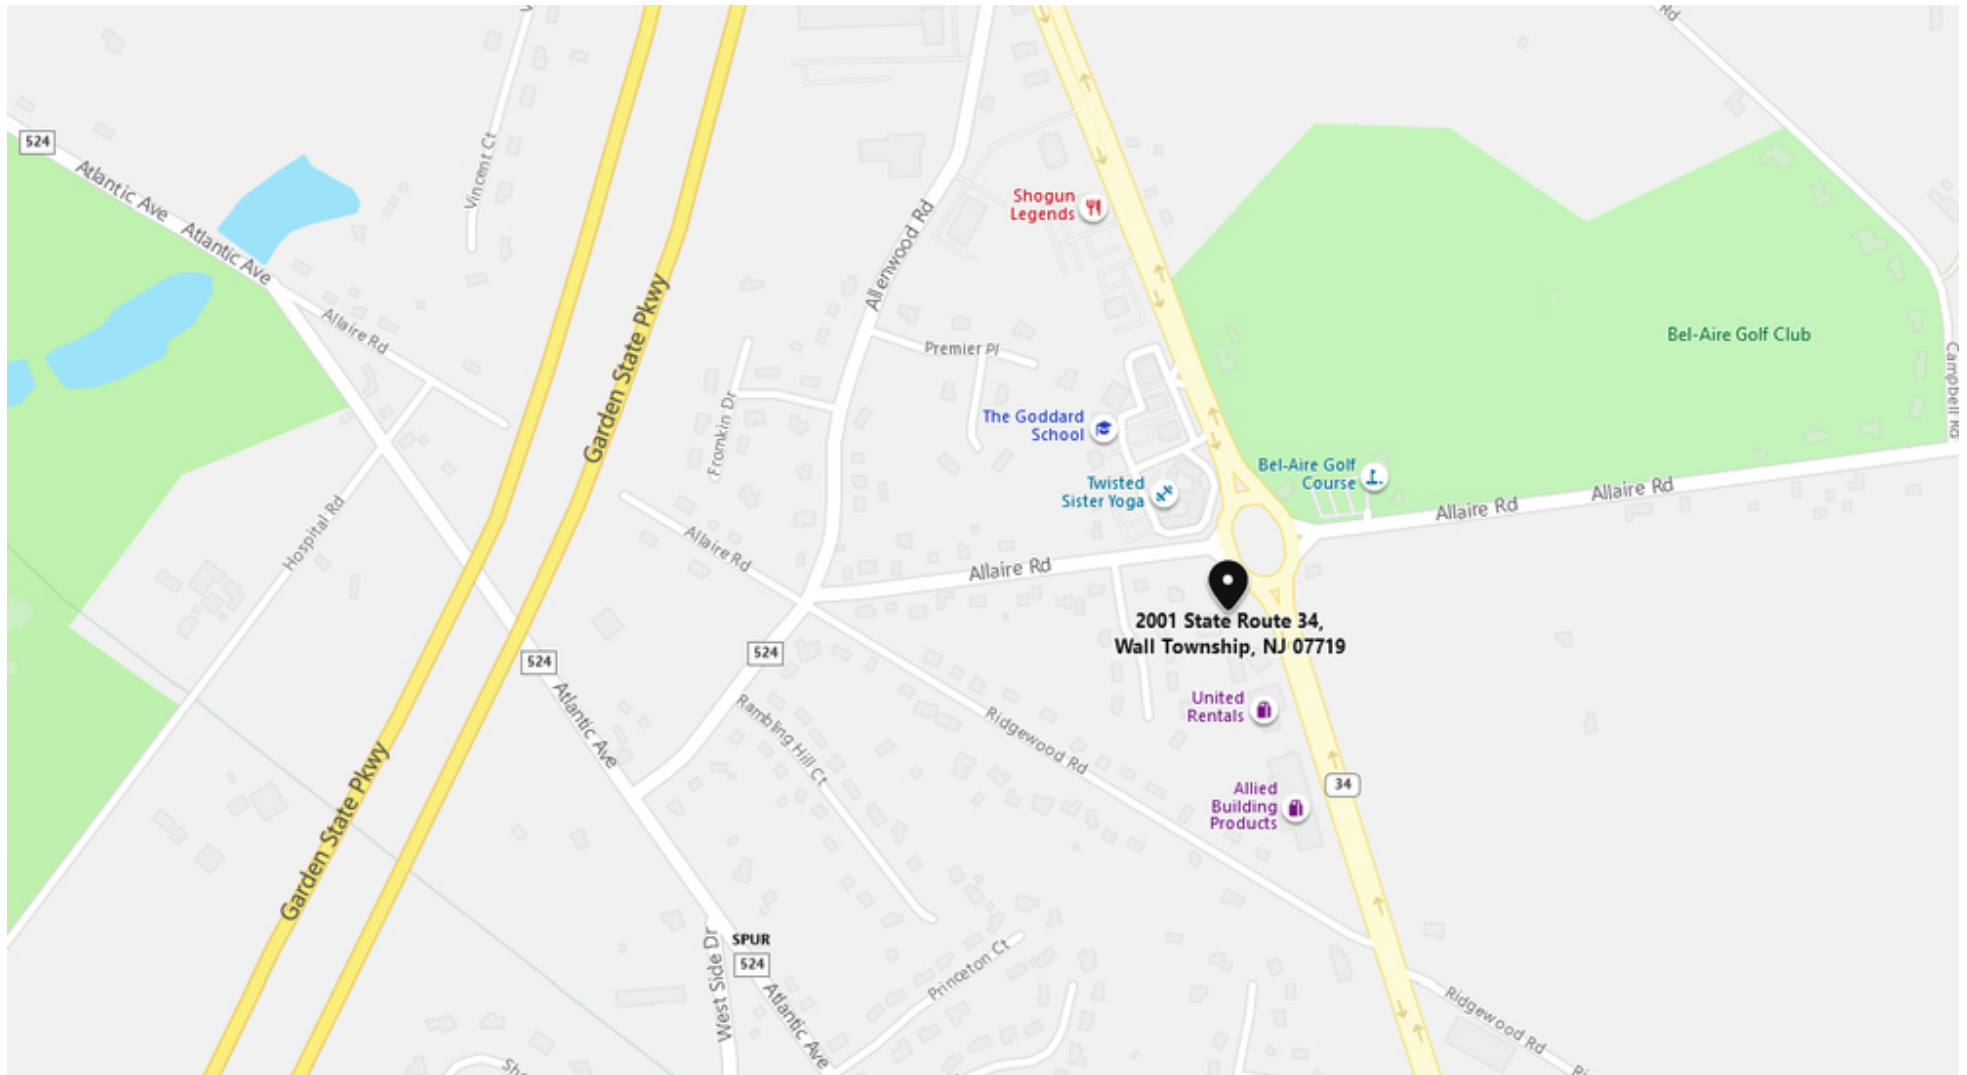 Rd
524
Atlantic Ave
Atlantic Ave
Vincent Ct
Shogun
Legends
Allenwood Rd
Allaire Rd
Garden State Pkwy
Premier Pl
Bel-Aire Golf Club
Campbell Rd
Fromkin Dr
The Goddard
School
Bel-Aire Golf
Course
Twisted
Sister Yoga
Allaire Rd
Allaire Rd
Hospital Rd
Allaire Rd
Allaire Rd
2001 State Route 34,
Wall Township, NJ 07719
524
524
Atlantic Ave
Rambling Hill Ct
Ridgewood Rd
United
Rentals
34
Allied
Building
Products
Garden State Pkwy
SPUR
524
West Side Dr
Atlantic Ave
Princeton Ct
Ridgewood Rd